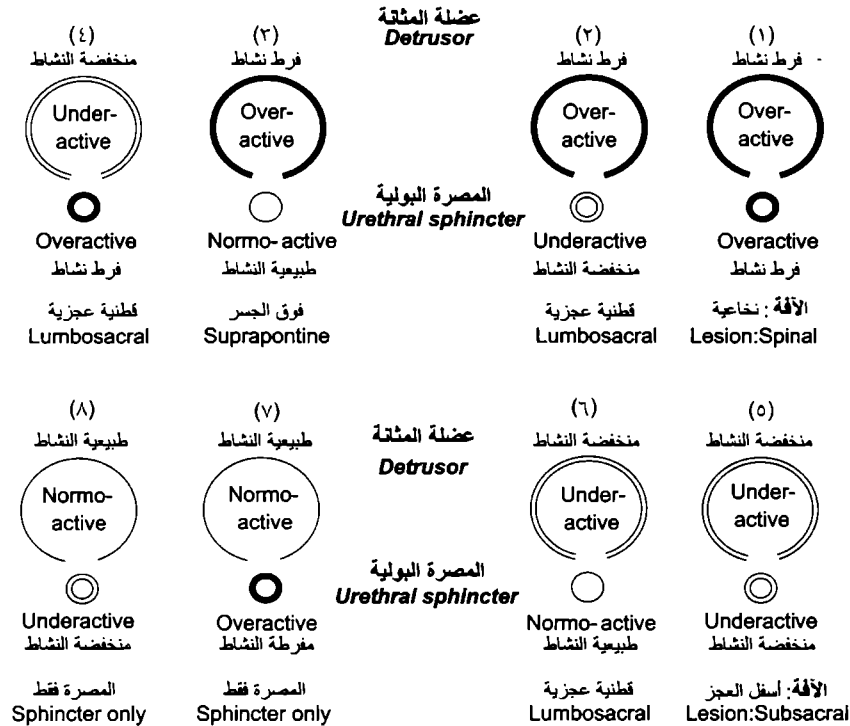 عضلة المثانة
Detrusor
(١)
فرط نشاط
Over-
active
Overactive
فرط نشاط
الآفة : نخاعية
Lesion:Spinal
(٢)
فرط نشاط
Over-
active
Underactive
منخفضة النشاط
قطنية عجزية
Lumbosacral
المصرة البولية
Urethral sphincter
(٣)
فرط نشاط
Over-
active
Normo- active
طبيعية النشاط
فوق الجسر
Suprapontine
(٤)
منخفضة النشاط
Under-
active
Overactive
فرط نشاط
قطنية عجزية
Lumbosacral
عضلة المثانة
Detrusor
(٥)
منخفضة النشاط
Under-
active
Underactive
منخفضة النشاط
الآفة: أسفل العجز
Lesion:Subsacral
(٦)
منخفضة النشاط
Under-
active
Normo- active
طبيعية النشاط
قطنية عجزية
Lumbosacral
المصرة البولية
Urethral sphincter
(٧)
طبيعية النشاط
Normo-
active
Overactive
مفرطة النشاط
المصرة فقط
Sphincter only
(٨)
طبيعية النشاط
Normo-
active
Underactive
منخفضة النشاط
المصرة فقط
Sphincter only